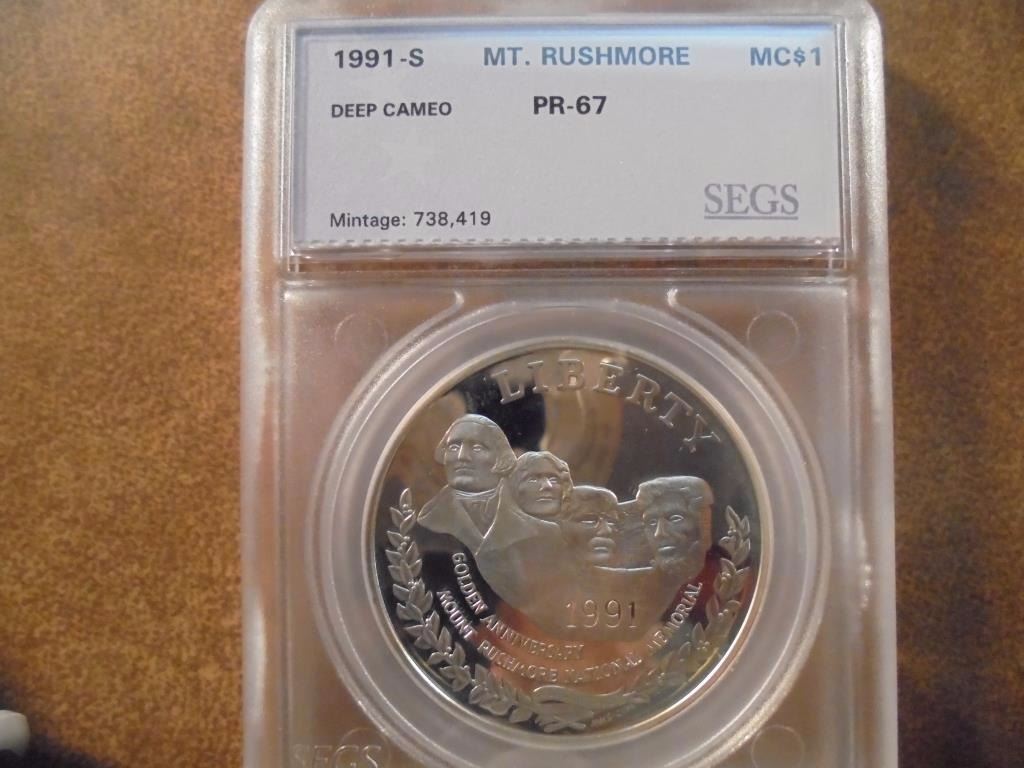 1991-S MT. RUSHMORE MC$1
DEEP CAMEO PR-67
SEGS
Mintage: 738,419
LIBERTY
1991
GOLDEN ANNIVERSARY
MOUNT RUSHMORE NATIONAL MEMORIAL
SEGS